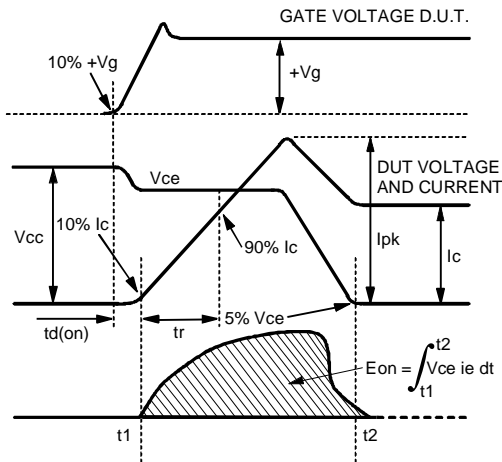 GATE VOLTAGE D.U.T.
10% +Vg
+Vg
DUT VOLTAGE
AND CURRENT
Vce
10% Ic
Vcc
90% Ic
Ipk
Ic
td(on)
tr
5% Vce
t2
Eon = ∫ Vce ie dt
t1
t1
t2